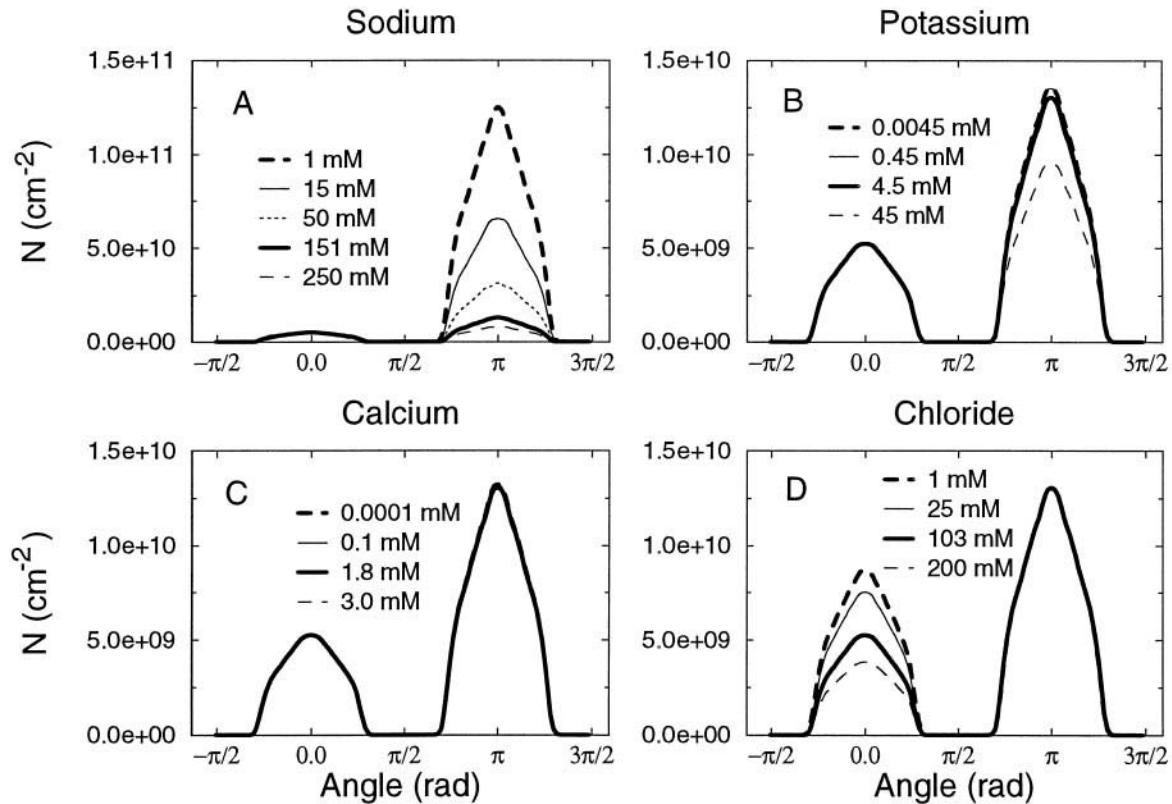 Sodium
1.5e+11
A
1 mM
1.0e+11
15 mM
50 mM
5.0e+10
151 mM
250 mM
0.0e+00
−π/2 0.0 π/2 π 3π/2
N (cm-2)
Potassium
1.5e+10
B
0.0045 mM
1.0e+10
0.45 mM
4.5 mM
5.0e+09
45 mM
0.0e+00
−π/2 0.0 π/2 π 3π/2
Calcium
1.5e+10
C
0.0001 mM
1.0e+10
0.1 mM
1.8 mM
5.0e+09
3.0 mM
0.0e+00
−π/2 0.0 π/2 π 3π/2
N (cm-2)
Angle (rad)
Chloride
1.5e+10
D
1 mM
25 mM
1.0e+10
103 mM
200 mM
5.0e+09
0.0e+00
−π/2 0.0 π/2 π 3π/2
Angle (rad)